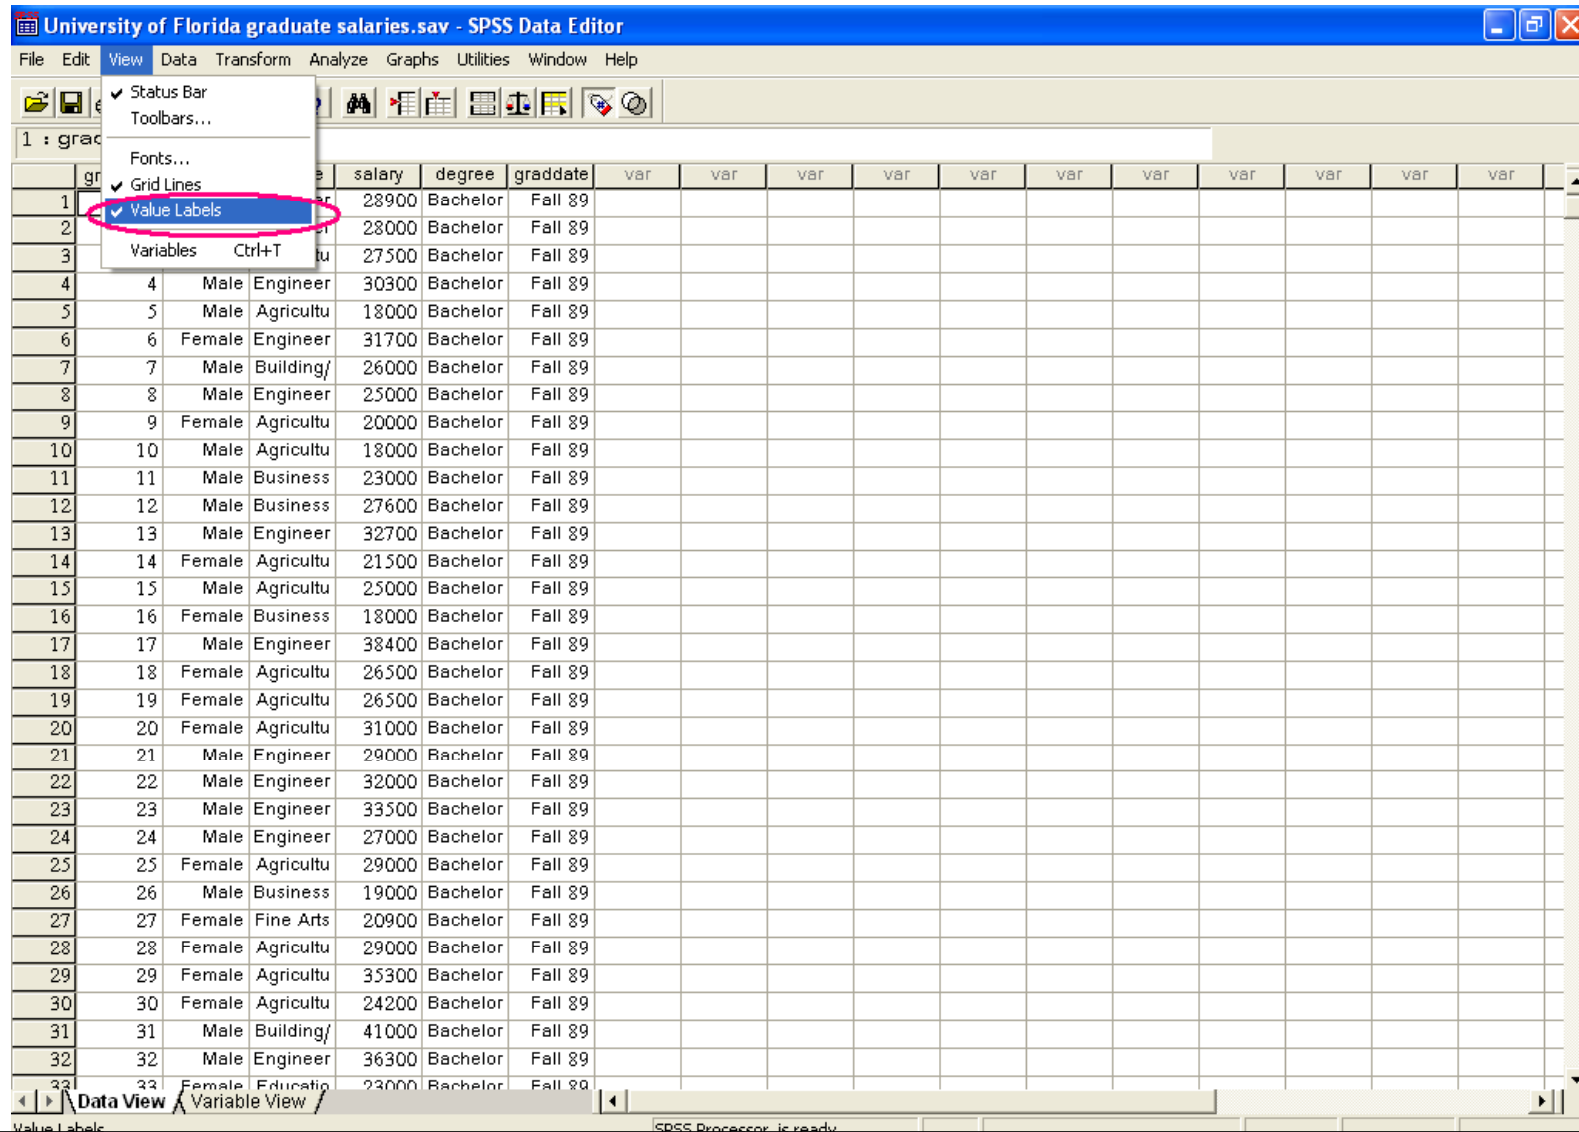 University of Florida graduate salaries.sav - SPSS Data Editor
File Edit View Data Transform Analyze Graphs Utilities Window Help
Status Bar
Toolbars...
Fonts...
Grid Lines
Value Labels
Variables Ctrl+T
1 : grad
gr salary degree graddate var var var var var var var var var var var
1 28900 Bachelor Fall 89
2 28000 Bachelor Fall 89
3 27500 Bachelor Fall 89
4 4 Male Engineer 30300 Bachelor Fall 89
5 5 Male Agricultu 18000 Bachelor Fall 89
6 6 Female Engineer 31700 Bachelor Fall 89
7 7 Male Building/ 26000 Bachelor Fall 89
8 8 Male Engineer 25000 Bachelor Fall 89
9 9 Female Agricultu 20000 Bachelor Fall 89
10 10 Male Agricultu 18000 Bachelor Fall 89
11 11 Male Business 23000 Bachelor Fall 89
12 12 Male Business 27600 Bachelor Fall 89
13 13 Male Engineer 32700 Bachelor Fall 89
14 14 Female Agricultu 21500 Bachelor Fall 89
15 15 Male Agricultu 25000 Bachelor Fall 89
16 16 Female Business 18000 Bachelor Fall 89
17 17 Male Engineer 38400 Bachelor Fall 89
18 18 Female Agricultu 26500 Bachelor Fall 89
19 19 Female Agricultu 26500 Bachelor Fall 89
20 20 Female Agricultu 31000 Bachelor Fall 89
21 21 Male Engineer 29000 Bachelor Fall 89
22 22 Male Engineer 32000 Bachelor Fall 89
23 23 Male Engineer 33500 Bachelor Fall 89
24 24 Male Engineer 27000 Bachelor Fall 89
25 25 Female Agricultu 29000 Bachelor Fall 89
26 26 Male Business 19000 Bachelor Fall 89
27 27 Female Fine Arts 20900 Bachelor Fall 89
28 28 Female Agricultu 29000 Bachelor Fall 89
29 29 Female Agricultu 35300 Bachelor Fall 89
30 30 Female Agricultu 24200 Bachelor Fall 89
31 31 Male Building/ 41000 Bachelor Fall 89
32 32 Male Engineer 36300 Bachelor Fall 89
33 33 Female Educatio 23000 Bachelor Fall 89
Data View Variable View
Value Labels SPSS Processor is ready